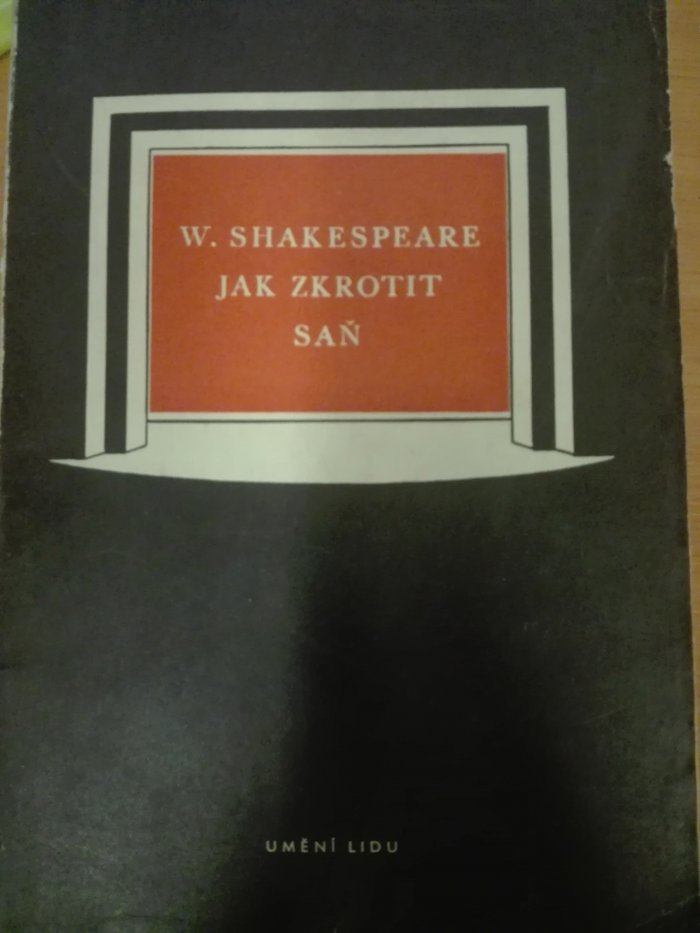 W. SHAKESPEARE
JAK ZKROTIT
SAŇ
UMĚNÍ LIDU